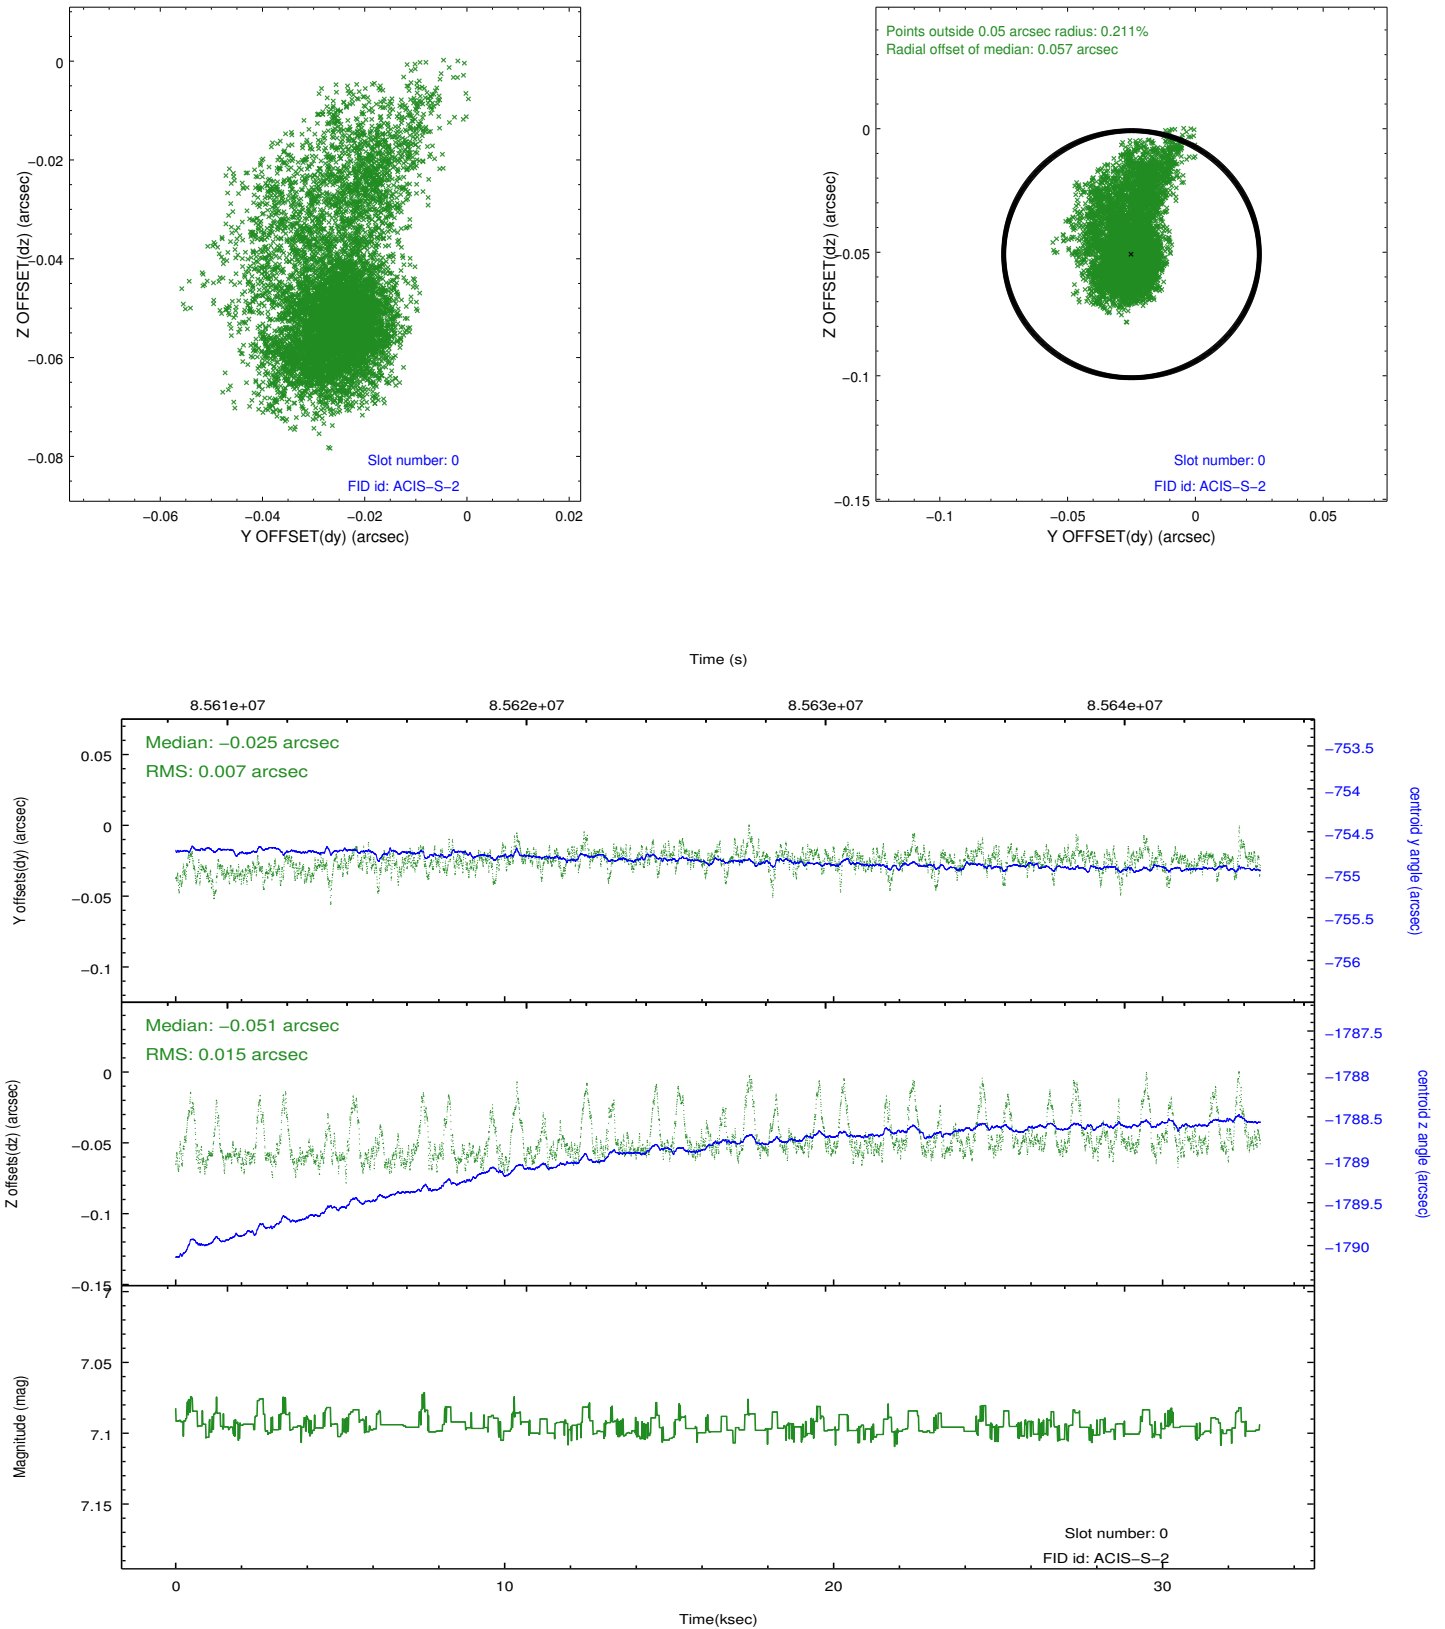 0
−0.02
−0.04
−0.06
−0.08
Z OFFSET(dz) (arcsec)
Slot number: 0
FID id: ACIS−S−2
−0.06
−0.04
−0.02
0
0.02
Y OFFSET(dy) (arcsec)
Points outside 0.05 arcsec radius: 0.211%
Radial offset of median: 0.057 arcsec
0
−0.05
−0.1
−0.15
Z OFFSET(dz) (arcsec)
Slot number: 0
FID id: ACIS−S−2
−0.1
−0.05
0
0.05
Y OFFSET(dy) (arcsec)
Time (s)
8.561e+07
8.562e+07
8.563e+07
8.564e+07
Median: −0.025 arcsec
RMS: 0.007 arcsec
0.05
0
−0.05
−0.1
Y offsets(dy) (arcsec)
−753.5
−754
−754.5
−755
−755.5
−756
centroid y angle (arcsec)
Median: −0.051 arcsec
RMS: 0.015 arcsec
0
−0.05
−0.1
−0.15
Z offsets(dz) (arcsec)
−1787.5
−1788
−1788.5
−1789
−1789.5
−1790
centroid z angle (arcsec)
7
7.05
7.1
7.15
Magnitude (mag)
Slot number: 0
FID id: ACIS−S−2
0
10
20
30
Time(ksec)